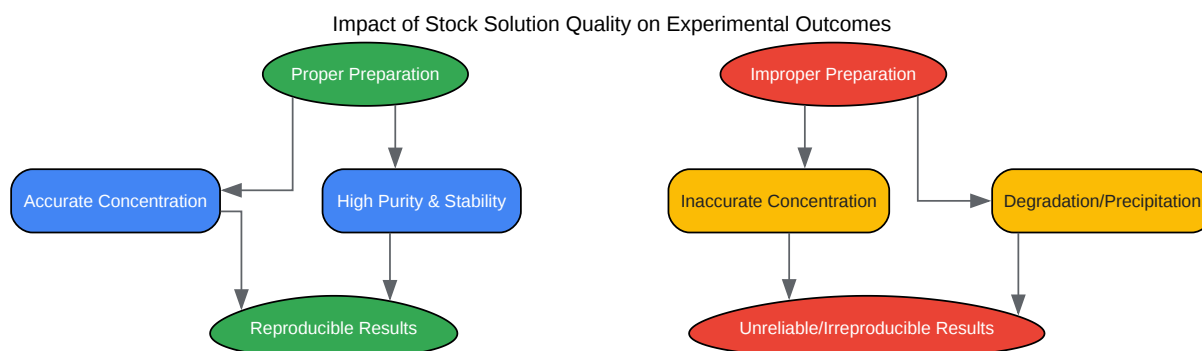 Impact of Stock Solution Quality on Experimental Outcomes
Proper Preparation
Improper Preparation
Accurate Concentration
High Purity & Stability
Inaccurate Concentration
Degradation/Precipitation
Reproducible Results
Unreliable/Irreproducible Results